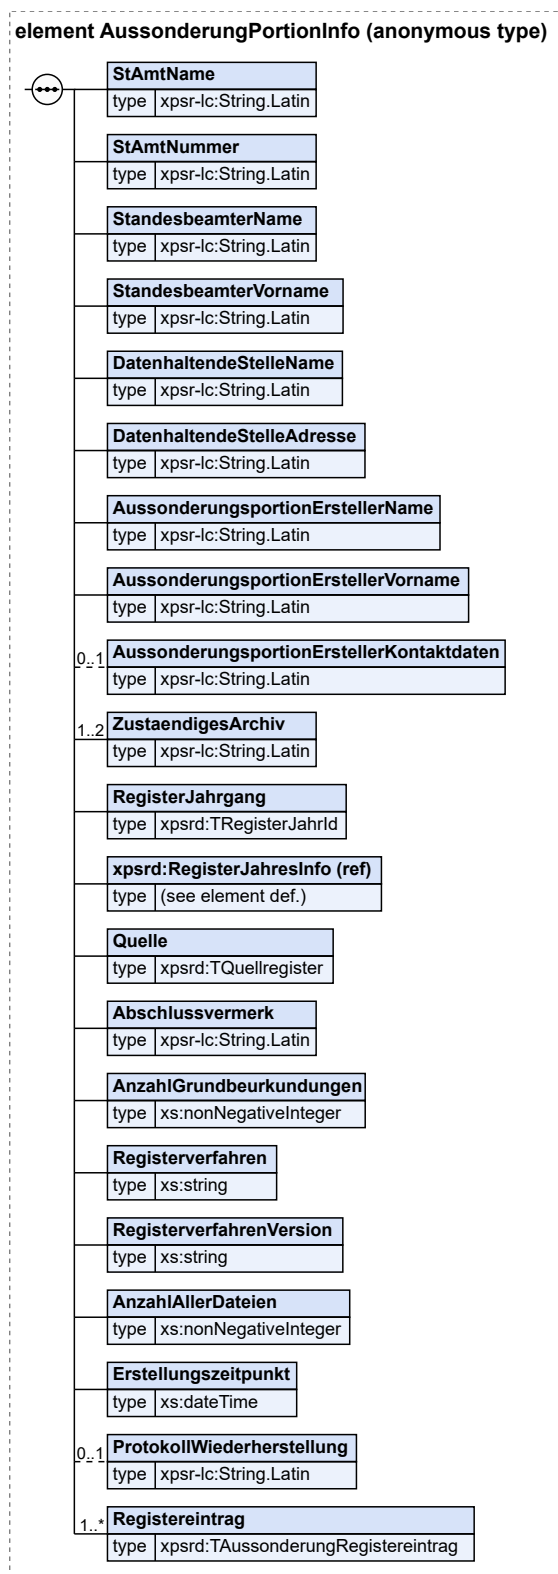 element AussonderungPortionInfo (anonymous type)
StAmtName
type xpsr-lc:String.Latin
StAmtNummer
type xpsr-lc:String.Latin
StandesbeamterName
type xpsr-lc:String.Latin
StandesbeamterVorname
type xpsr-lc:String.Latin
DatenhaltendeStelleName
type xpsr-lc:String.Latin
DatenhaltendeStelleAdresse
type xpsr-lc:String.Latin
AussonderungsportionErstellerName
type xpsr-lc:String.Latin
AussonderungsportionErstellerVorname
type xpsr-lc:String.Latin
0..1 AussonderungsportionErstellerKontaktdaten
type xpsr-lc:String.Latin
1..2 ZustaendigesArchiv
type xpsr-lc:String.Latin
RegisterJahrgang
type xpsrd:TRegisterJahrId
xpsrd:RegisterJahresInfo (ref)
type (see element def.)
Quelle
type xpsrd:TQuellregister
Abschlussvermerk
type xpsr-lc:String.Latin
AnzahlGrundbeurkundungen
type xs:nonNegativeInteger
Registerverfahren
type xs:string
RegisterverfahrenVersion
type xs:string
AnzahlAllerDateien
type xs:nonNegativeInteger
Erstellungszeitpunkt
type xs:dateTime
0..1 ProtokollWiederherstellung
type xpsr-lc:String.Latin
1..* Registereintrag
type xpsrd:TAussonderungRegistereintrag